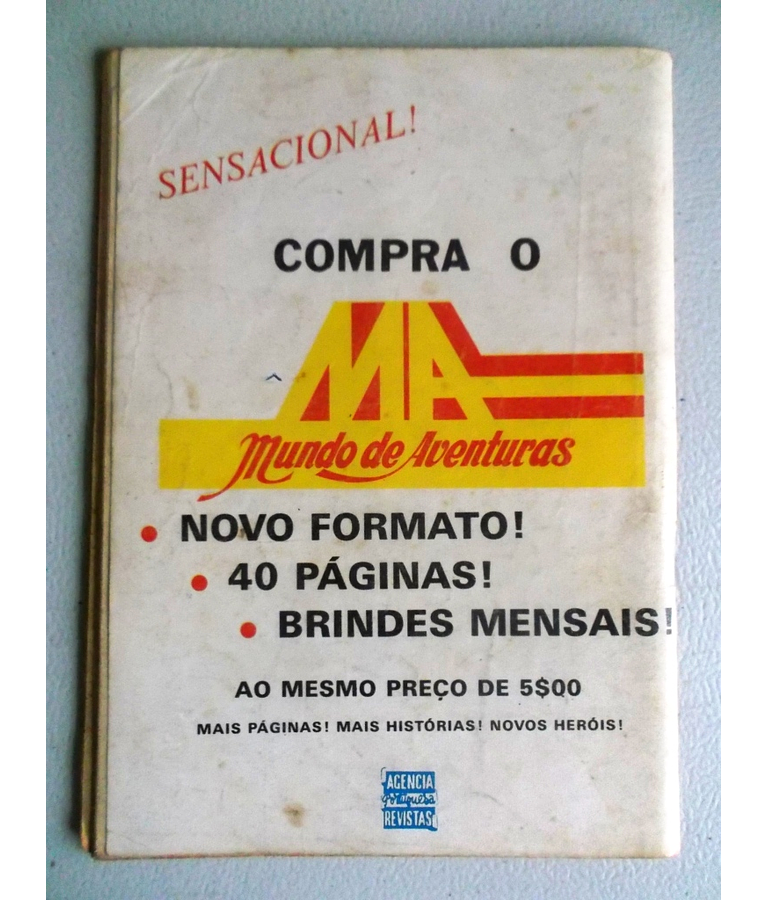 SENSACIONAL!
COMPRA O
MA
Mundo de Aventuras
• NOVO FORMATO!
• 40 PÁGINAS!
• BRINDES MENSAIS!
AO MESMO PREÇO DE 5$00
MAIS PÁGINAS! MAIS HISTÓRIAS! NOVOS HERÓIS!
AGENCIA
Portuguesa
REVISTAS